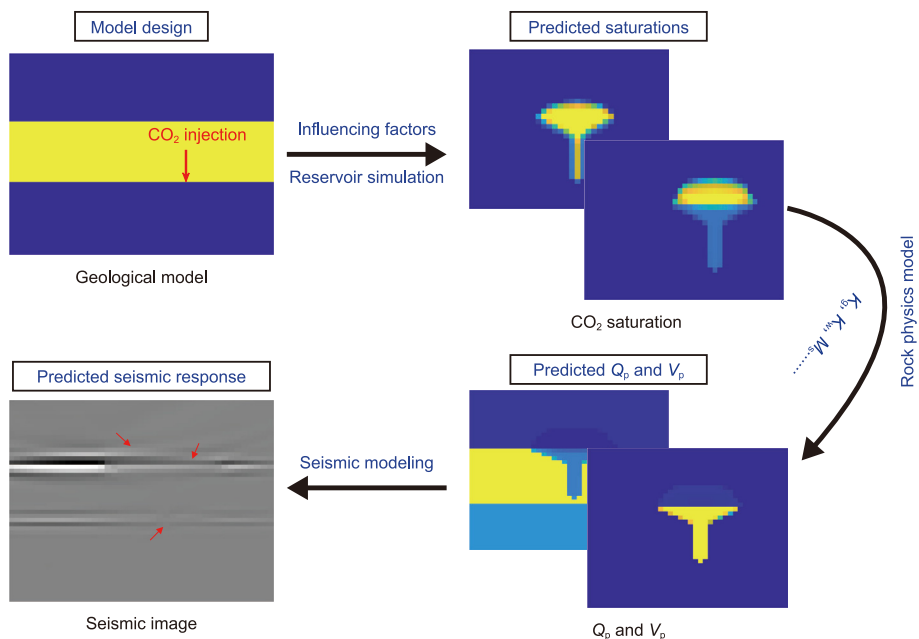 Model design
CO₂ injection
Geological model
Influencing factors
Reservoir simulation
Predicted saturations
CO₂ saturation
Rock physics model
Kg, Kw, Ms, ......
Predicted Qp and Vp
Qp and Vp
Seismic modeling
Predicted seismic response
Seismic image